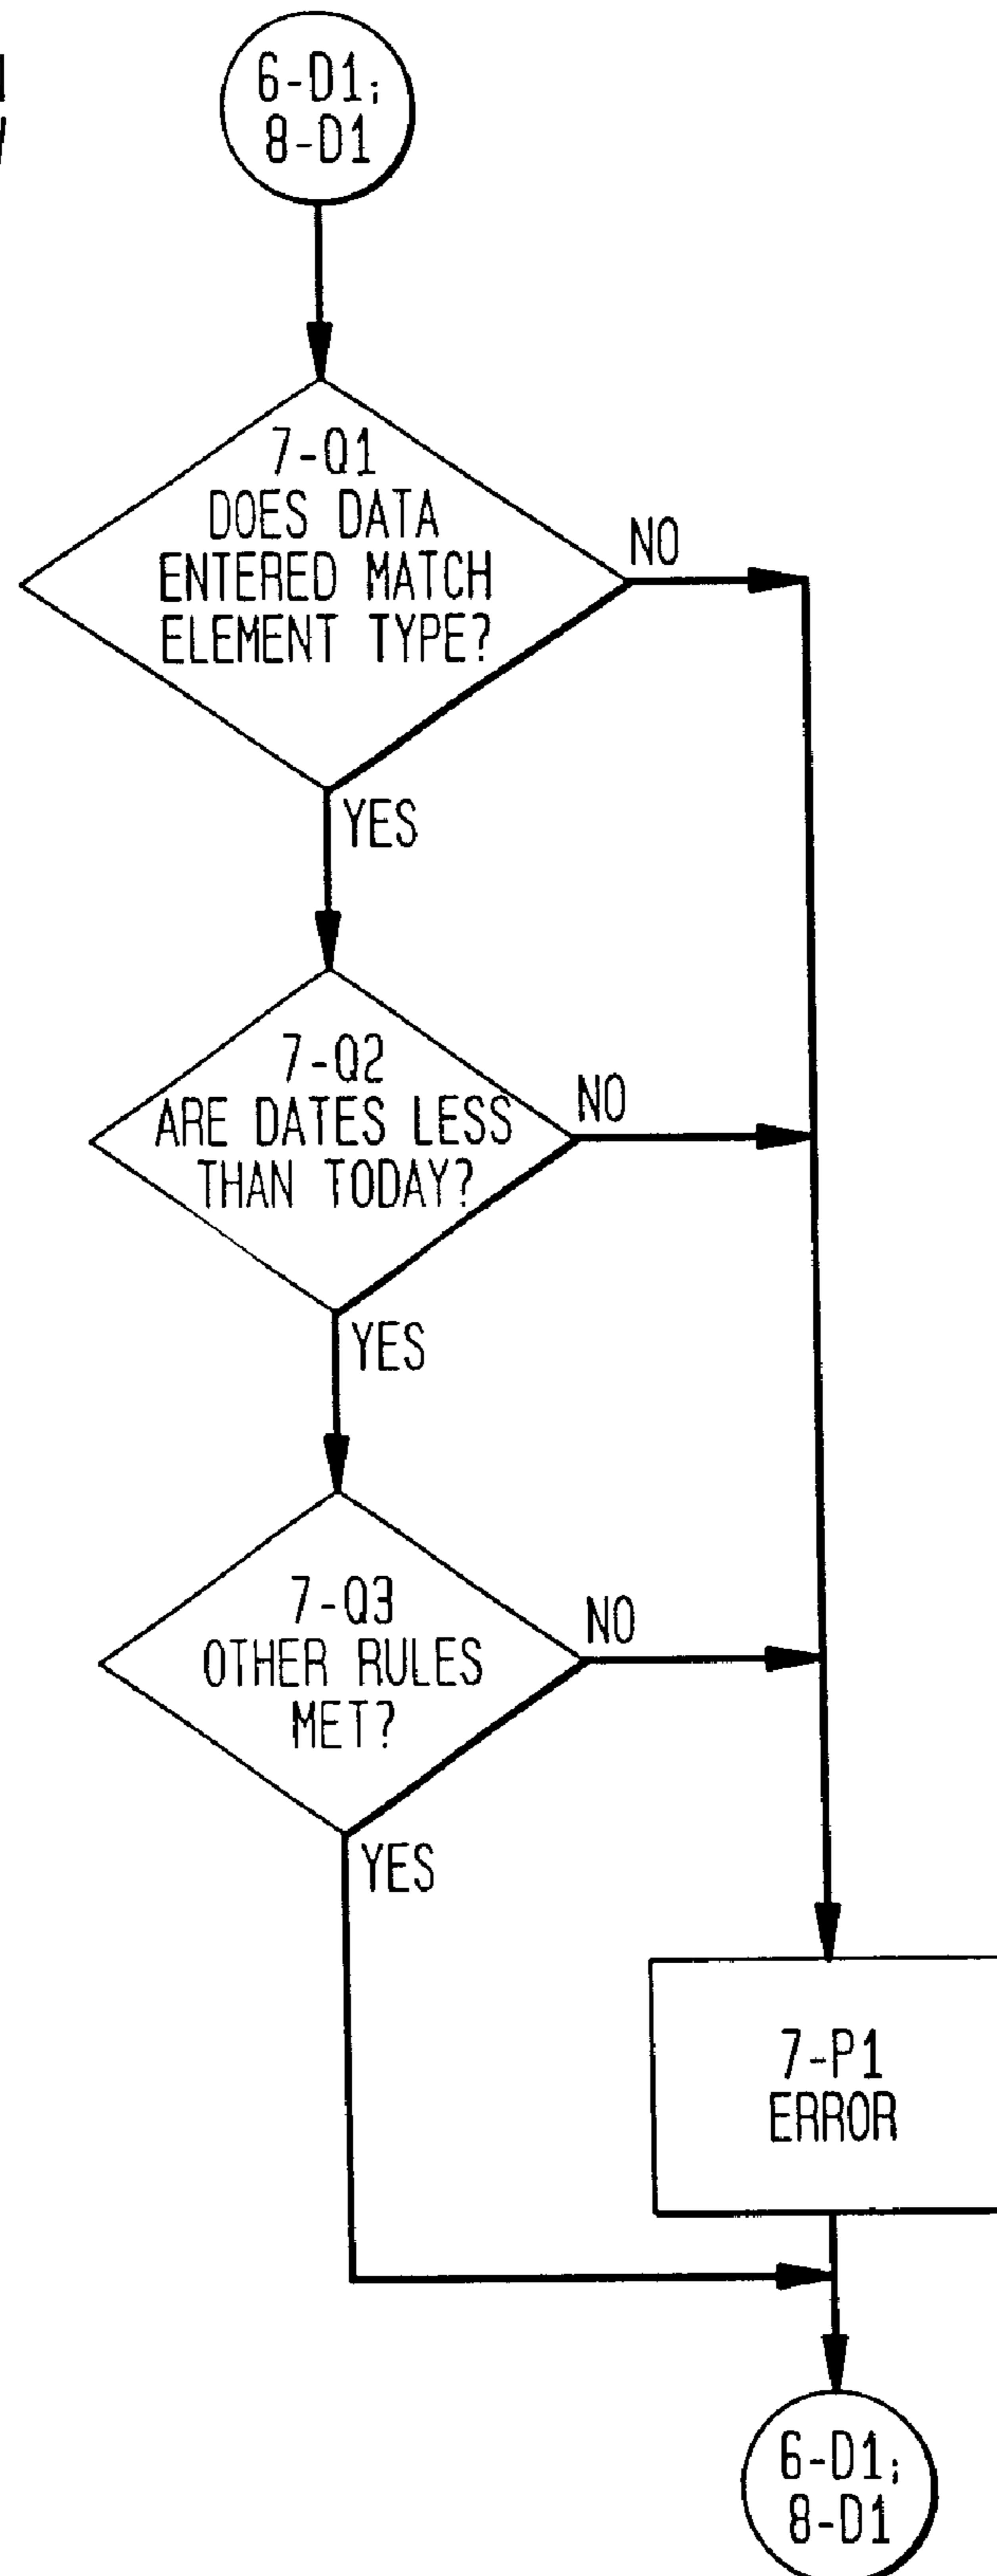 6-D1;
8-D1
7-Q1
DOES DATA
ENTERED MATCH
ELEMENT TYPE?
NO
YES
7-Q2
ARE DATES LESS
THAN TODAY?
NO
YES
7-Q3
OTHER RULES
MET?
NO
YES
7-P1
ERROR
6-D1;
8-D1